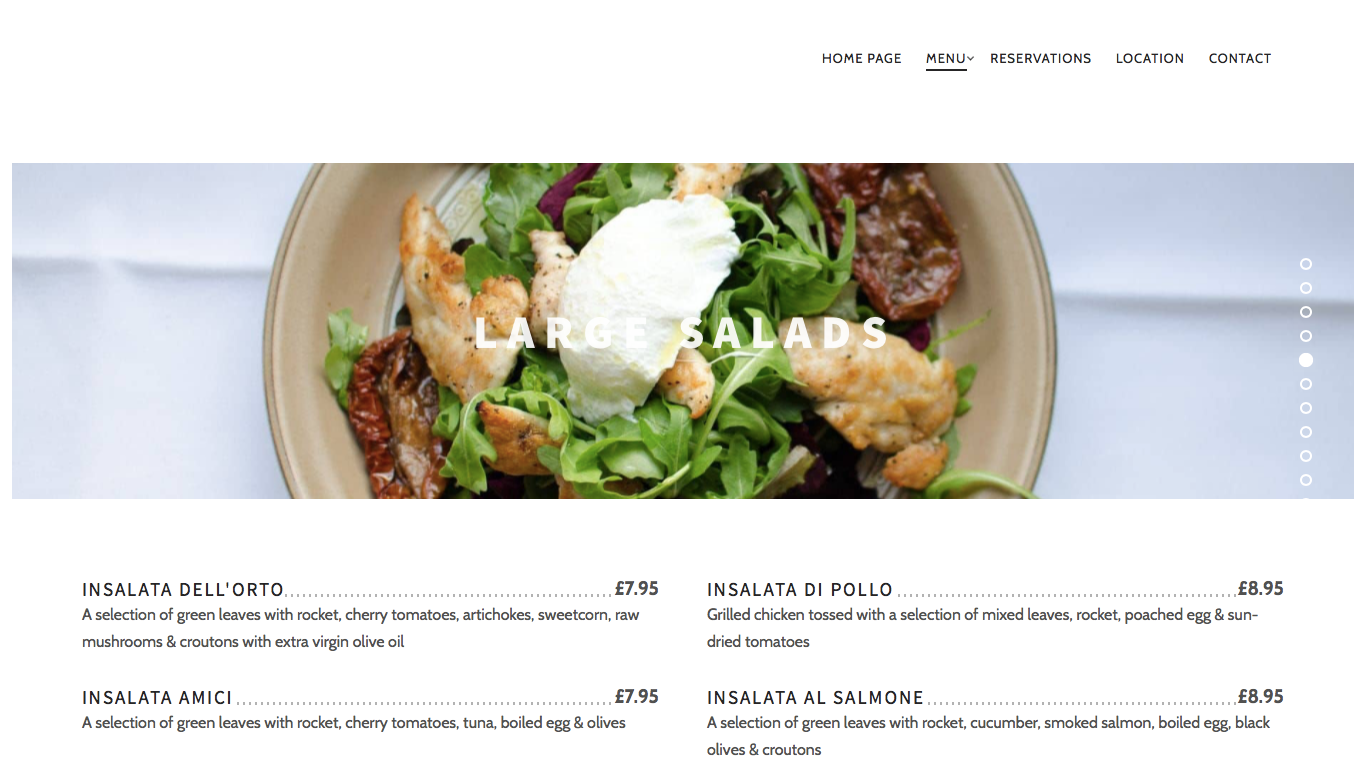 HOME PAGE MENU RESERVATIONS LOCATION CONTACT
LARGE SALADS
INSALATA DELL'ORTO £7.95
A selection of green leaves with rocket, cherry tomatoes, artichokes, sweetcorn, raw
mushrooms & croutons with extra virgin olive oil
INSALATA DI POLLO £8.95
Grilled chicken tossed with a selection of mixed leaves, rocket, poached egg & sun-
dried tomatoes
INSALATA AMICI £7.95
A selection of green leaves with rocket, cherry tomatoes, tuna, boiled egg & olives
INSALATA AL SALMONE £8.95
A selection of green leaves with rocket, cucumber, smoked salmon, boiled egg, black
olives & croutons